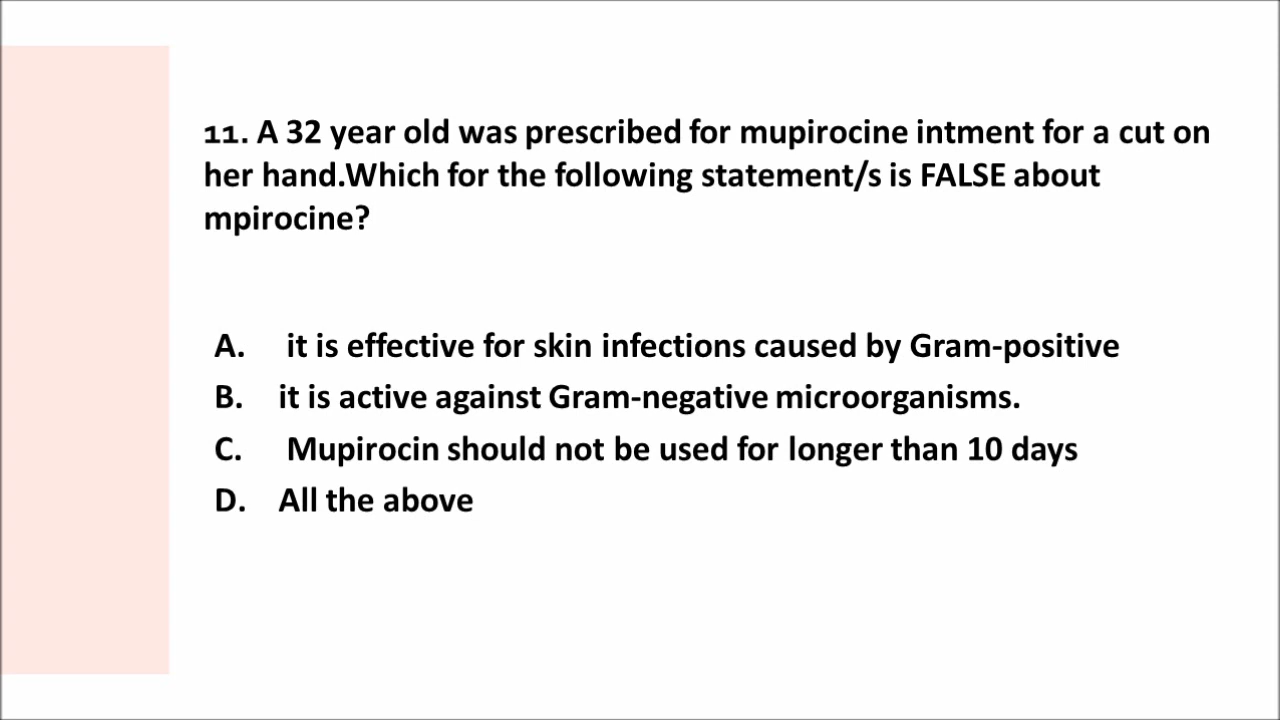 11. A 32 year old was prescribed for mupirocine intment for a cut on
her hand.Which for the following statement/s is FALSE about
mpirocine?
A. it is effective for skin infections caused by Gram-positive
B. it is active against Gram-negative microorganisms.
C. Mupirocin should not be used for longer than 10 days
D. All the above